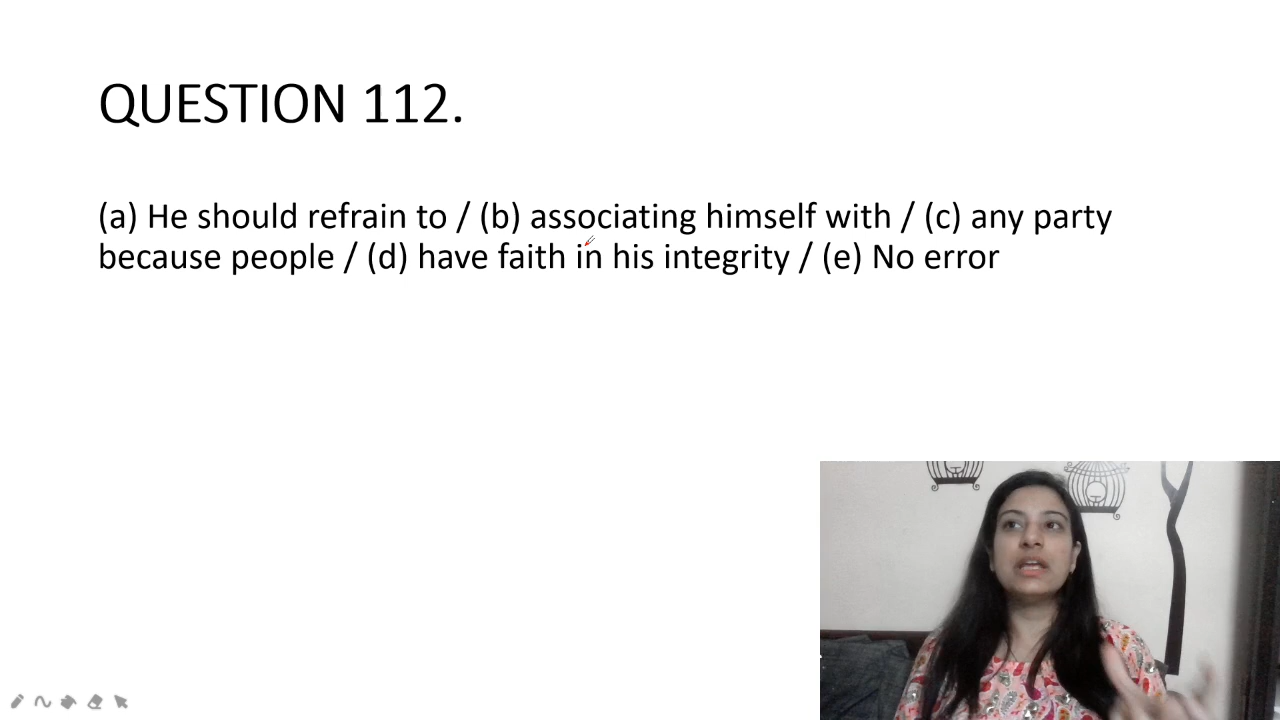 QUESTION 112.
(a) He should refrain to / (b) associating himself with / (c) any party
because people / (d) have faith in his integrity / (e) No error